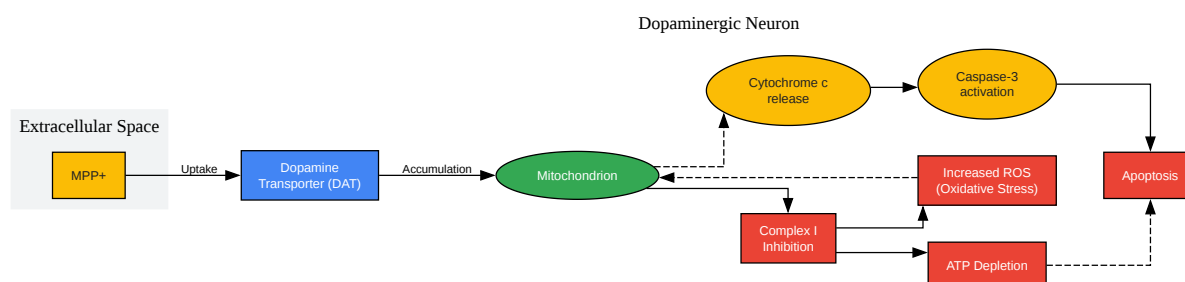 Dopaminergic Neuron
Extracellular Space
MPP+
Uptake
Dopamine
Transporter (DAT)
Accumulation
Mitochondrion
Cytochrome c
release
Caspase-3
activation
Increased ROS
(Oxidative Stress)
Apoptosis
Complex I
Inhibition
ATP Depletion